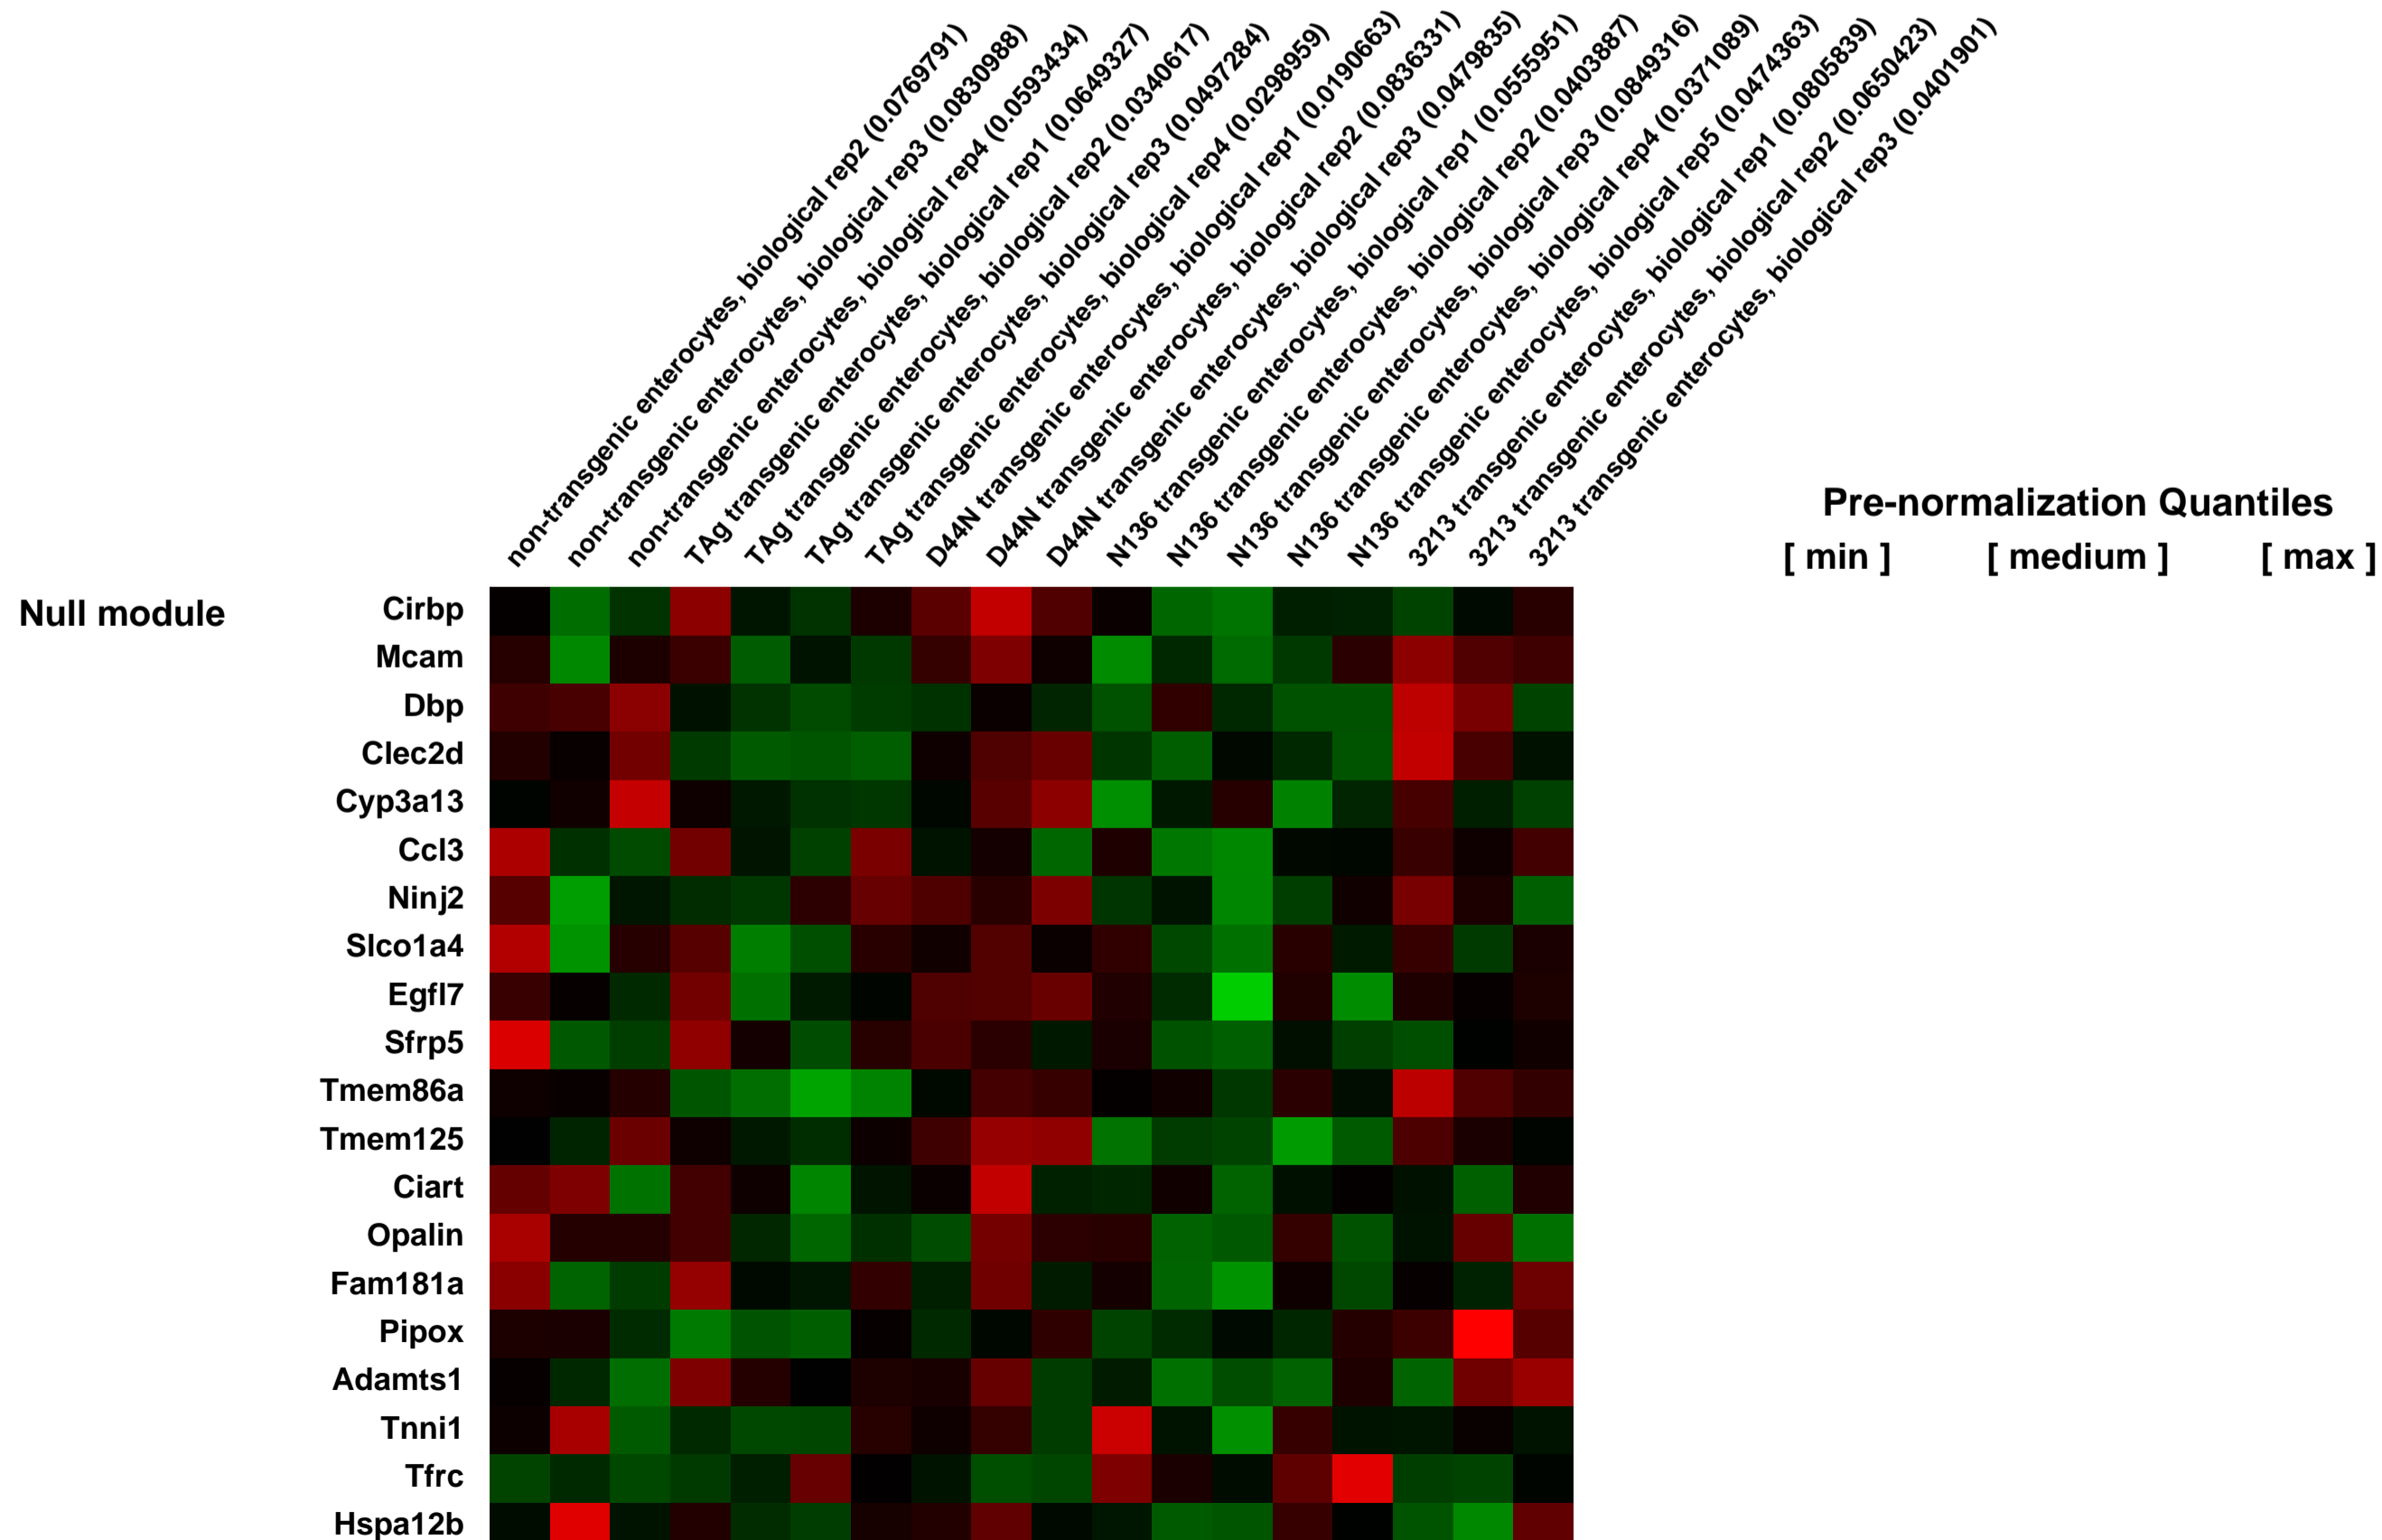 non-transgenic enterocytes, biological rep2 (0.0769791)
non-transgenic enterocytes, biological rep3 (0.0830988)
non-transgenic enterocytes, biological rep4 (0.0593434)
TAg transgenic enterocytes, biological rep1 (0.0649327)
TAg transgenic enterocytes, biological rep2 (0.0340617)
TAg transgenic enterocytes, biological rep3 (0.0497284)
TAg transgenic enterocytes, biological rep4 (0.0298959)
D44N transgenic enterocytes, biological rep1 (0.0190663)
D44N transgenic enterocytes, biological rep2 (0.0836331)
D44N transgenic enterocytes, biological rep3 (0.0479835)
N136 transgenic enterocytes, biological rep1 (0.0555951)
N136 transgenic enterocytes, biological rep2 (0.0403887)
N136 transgenic enterocytes, biological rep3 (0.0849316)
N136 transgenic enterocytes, biological rep4 (0.0371089)
N136 transgenic enterocytes, biological rep5 (0.0474363)
3213 transgenic enterocytes, biological rep1 (0.0805839)
3213 transgenic enterocytes, biological rep2 (0.0650423)
3213 transgenic enterocytes, biological rep3 (0.0401901)
Pre-normalization Quantiles
[ min ] [ medium ] [ max ]
Null module
Cirbp
Mcam
Dbp
Clec2d
Cyp3a13
Ccl3
Ninj2
Slco1a4
Egfl7
Sfrp5
Tmem86a
Tmem125
Ciart
Opalin
Fam181a
Pipox
Adamts1
Tnni1
Tfrc
Hspa12b